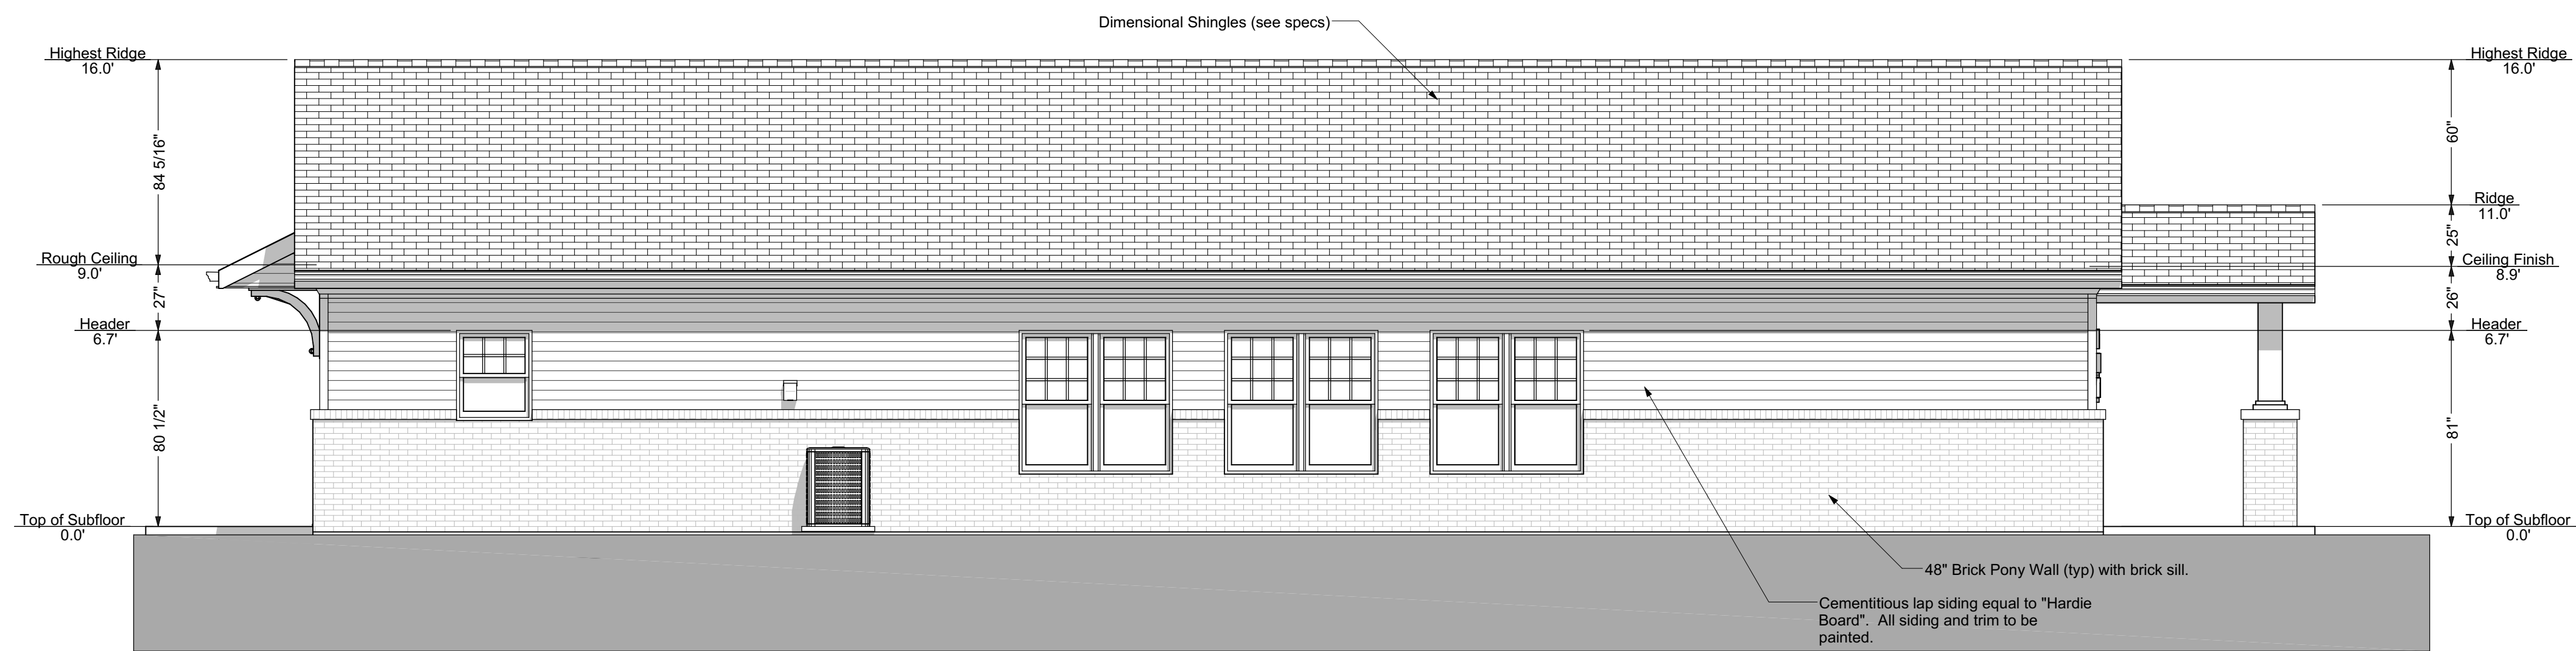 Dimensional Shingles (see specs)
Highest Ridge
16.0'
Highest Ridge
16.0'
84 5/16"
60"
Ridge
11.0'
25"
Rough Ceiling
9.0'
Ceiling Finish
8.9'
27"
26"
Header
6.7'
Header
6.7'
80 1/2"
81"
Top of Subfloor
0.0'
Top of Subfloor
0.0'
48" Brick Pony Wall (typ) with brick sill.
Cementitious lap siding equal to "Hardie
Board".  All siding and trim to be
painted.